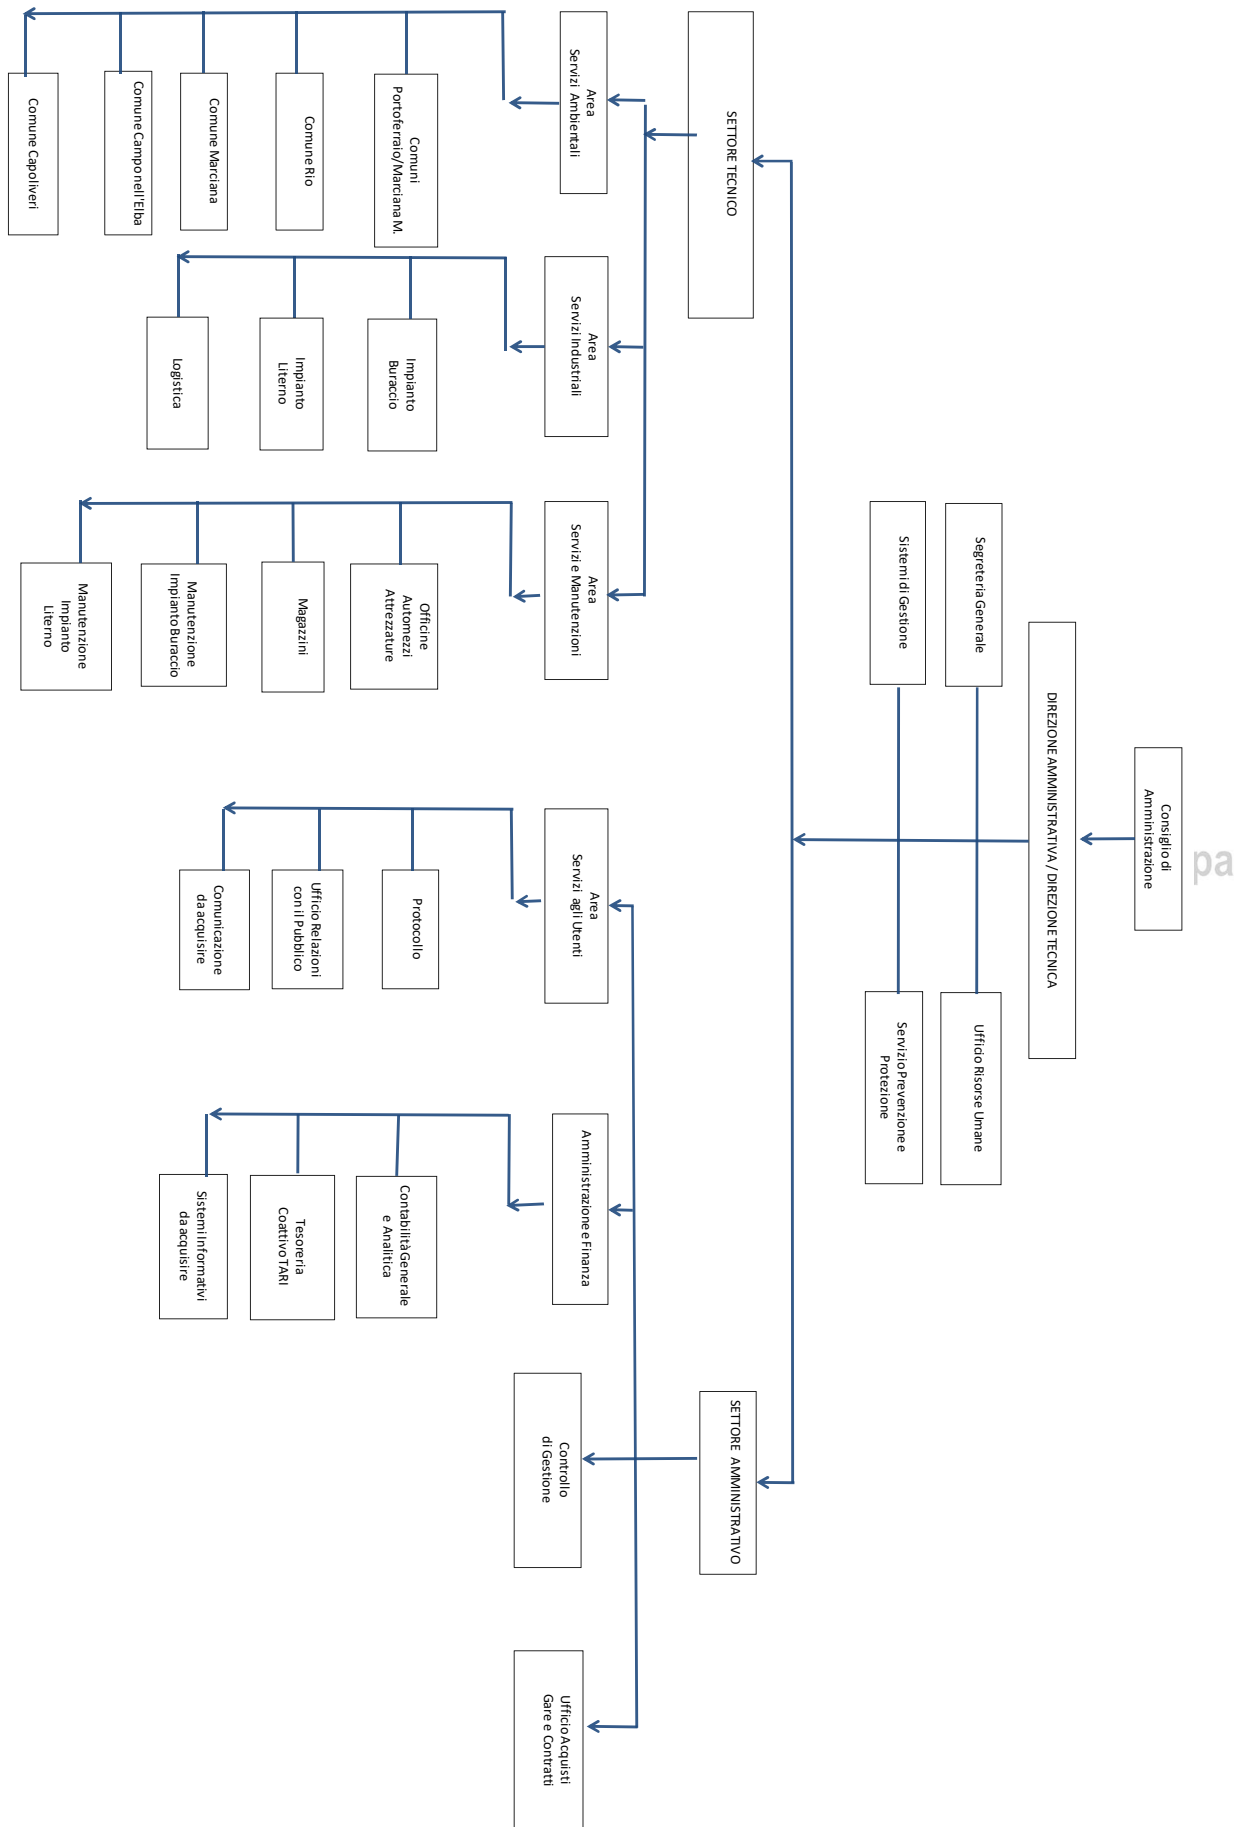 pa
Consiglio di
Amministrazione
DIREZIONE AMMINISTRATIVA / DIREZIONE TECNICA
Segreteria Generale
Ufficio Risorse Umane
Sistemi di Gestione
Servizio Prevenzione e
Protezione
SETTORE TECNICO
SETTORE AMMINISTRATIVO
Area
Servizi Ambientali
Area
Servizi Industriali
Area
Servizi e Manutenzioni
Area
Servizi agli Utenti
Amministrazione e Finanza
Controllo
di Gestione
Ufficio Acquisti
Gare e Contratti
Comuni
Portoferraio/Marciana M.
Comune Rio
Comune Marciana
Comune Campo nell'Elba
Comune Capoliveri
Impianto
Buraccio
Impianto
Literno
Logistica
Officine
Automezzi
Attrezzature
Magazzini
Manutenzione
Impianto Buraccio
Manutenzione
Impianto
Literno
Protocollo
Ufficio Relazioni
con il Pubblico
Comunicazione
da acquisire
Contabilità Generale
e Analitica
Tesoreria
Coattivo TARI
Sistemi Informativi
da acquisire